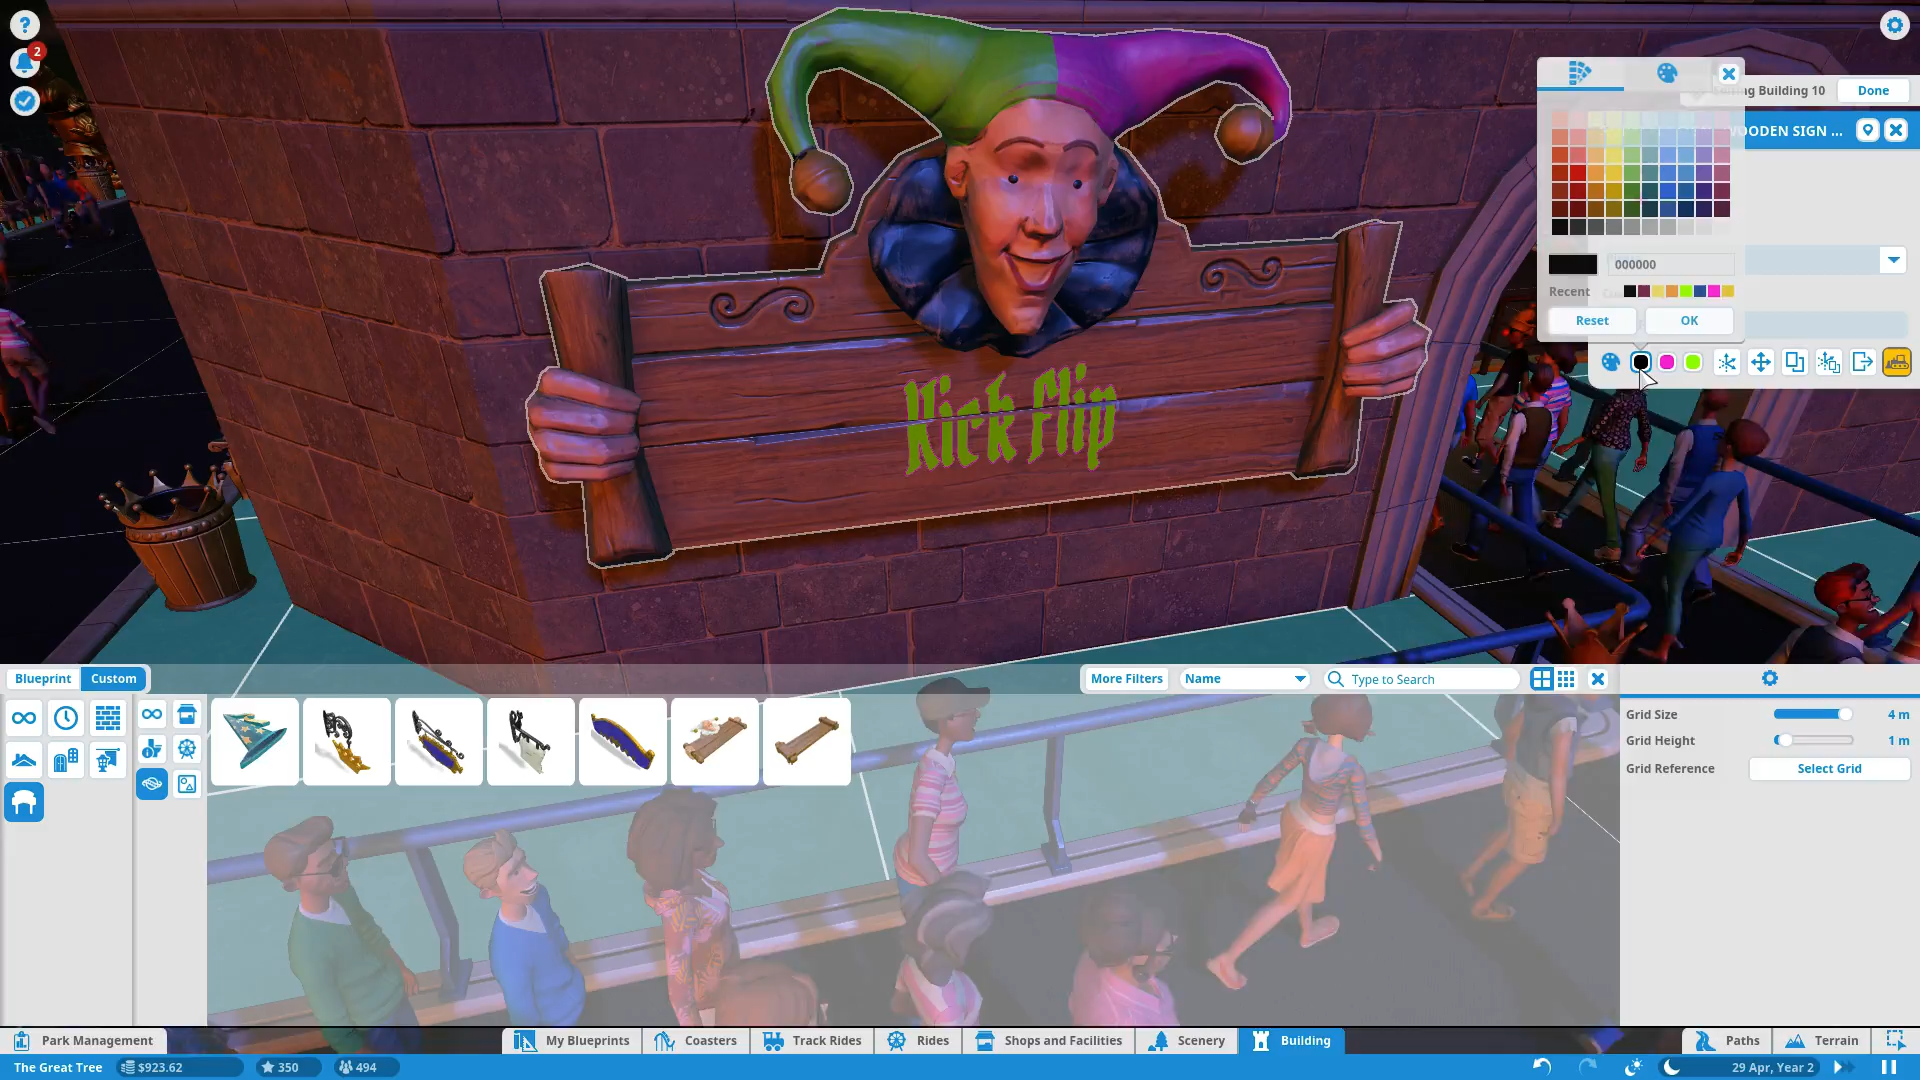 2
ng Building 10
Done
OODEN SIGN ...
000000
Recent
Reset
OK
Kick Flip
Blueprint
Custom
More Filters
Name
Type to Search
Grid Size
4 m
Grid Height
1 m
Grid Reference
Select Grid
Park Management
My Blueprints
Coasters
Track Rides
Rides
Shops and Facilities
Scenery
Building
Paths
Terrain
The Great Tree
$923.62
350
494
29 Apr, Year 2